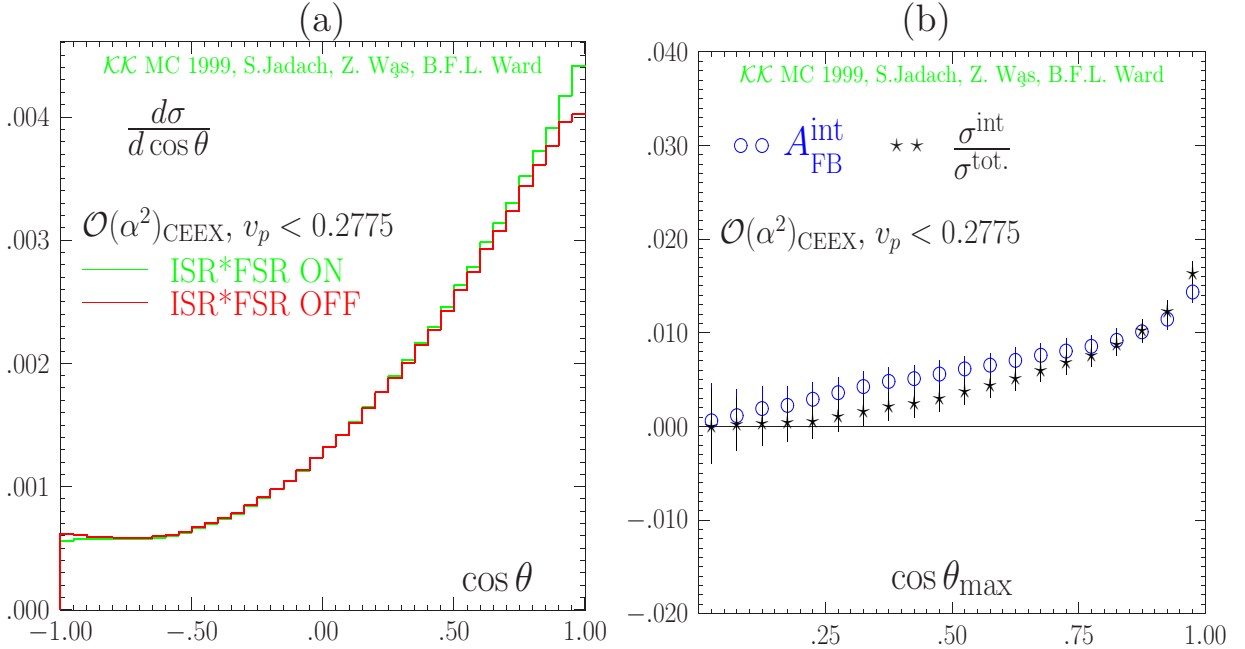 (a)
𝒦𝒦 MC 1999, S.Jadach, Z. Wąs, B.F.L. Ward
dσ
d cos θ
𝒪(α²)CEEX, vp < 0.2775
ISR*FSR ON
ISR*FSR OFF
.004
.003
.002
.001
.000
cos θ
−1.00 −.50 .00 .50 1.00
(b)
𝒦𝒦 MC 1999, S.Jadach, Z. Wąs, B.F.L. Ward
A int FB
σ int
σ tot.
𝒪(α²)CEEX, vp < 0.2775
.040
.030
.020
.010
.000
−.010
−.020
cos θmax
.25 .50 .75 1.00